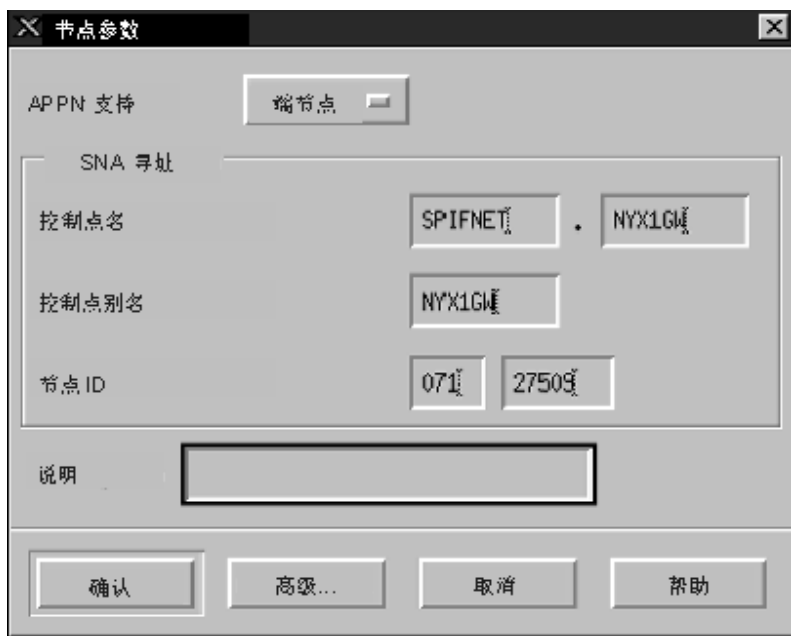 节点参数
APPN 支持 端节点
SNA 寻址
控制点名 SPIFNET . NYX1GW
控制点别名 NYX1GW
节点 ID 071 27509
说明
确认 高级... 取消 帮助